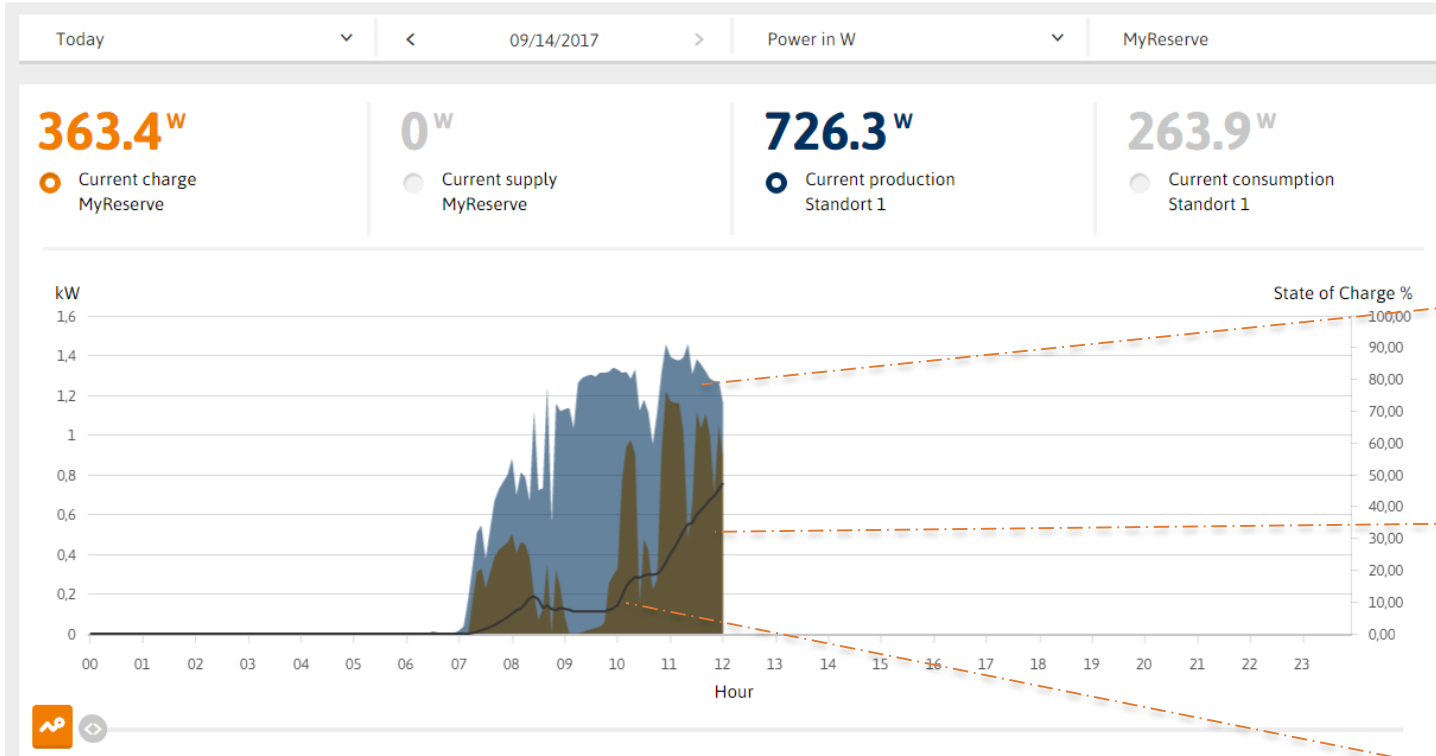 Today
09/14/2017
Power in W
MyReserve
363.4 W
Current charge
MyReserve
0 W
Current supply
MyReserve
726.3 W
Current production
Standort 1
263.9 W
Current consumption
Standort 1
kW
State of Charge %
1,6
1,4
1,2
1
0,8
0,6
0,4
0,2
0
100,00
90,00
80,00
70,00
60,00
50,00
40,00
30,00
20,00
10,00
0,00
00 01 02 03 04 05 06 07 08 09 10 11 12 13 14 15 16 17 18 19 20 21 22 23
Hour